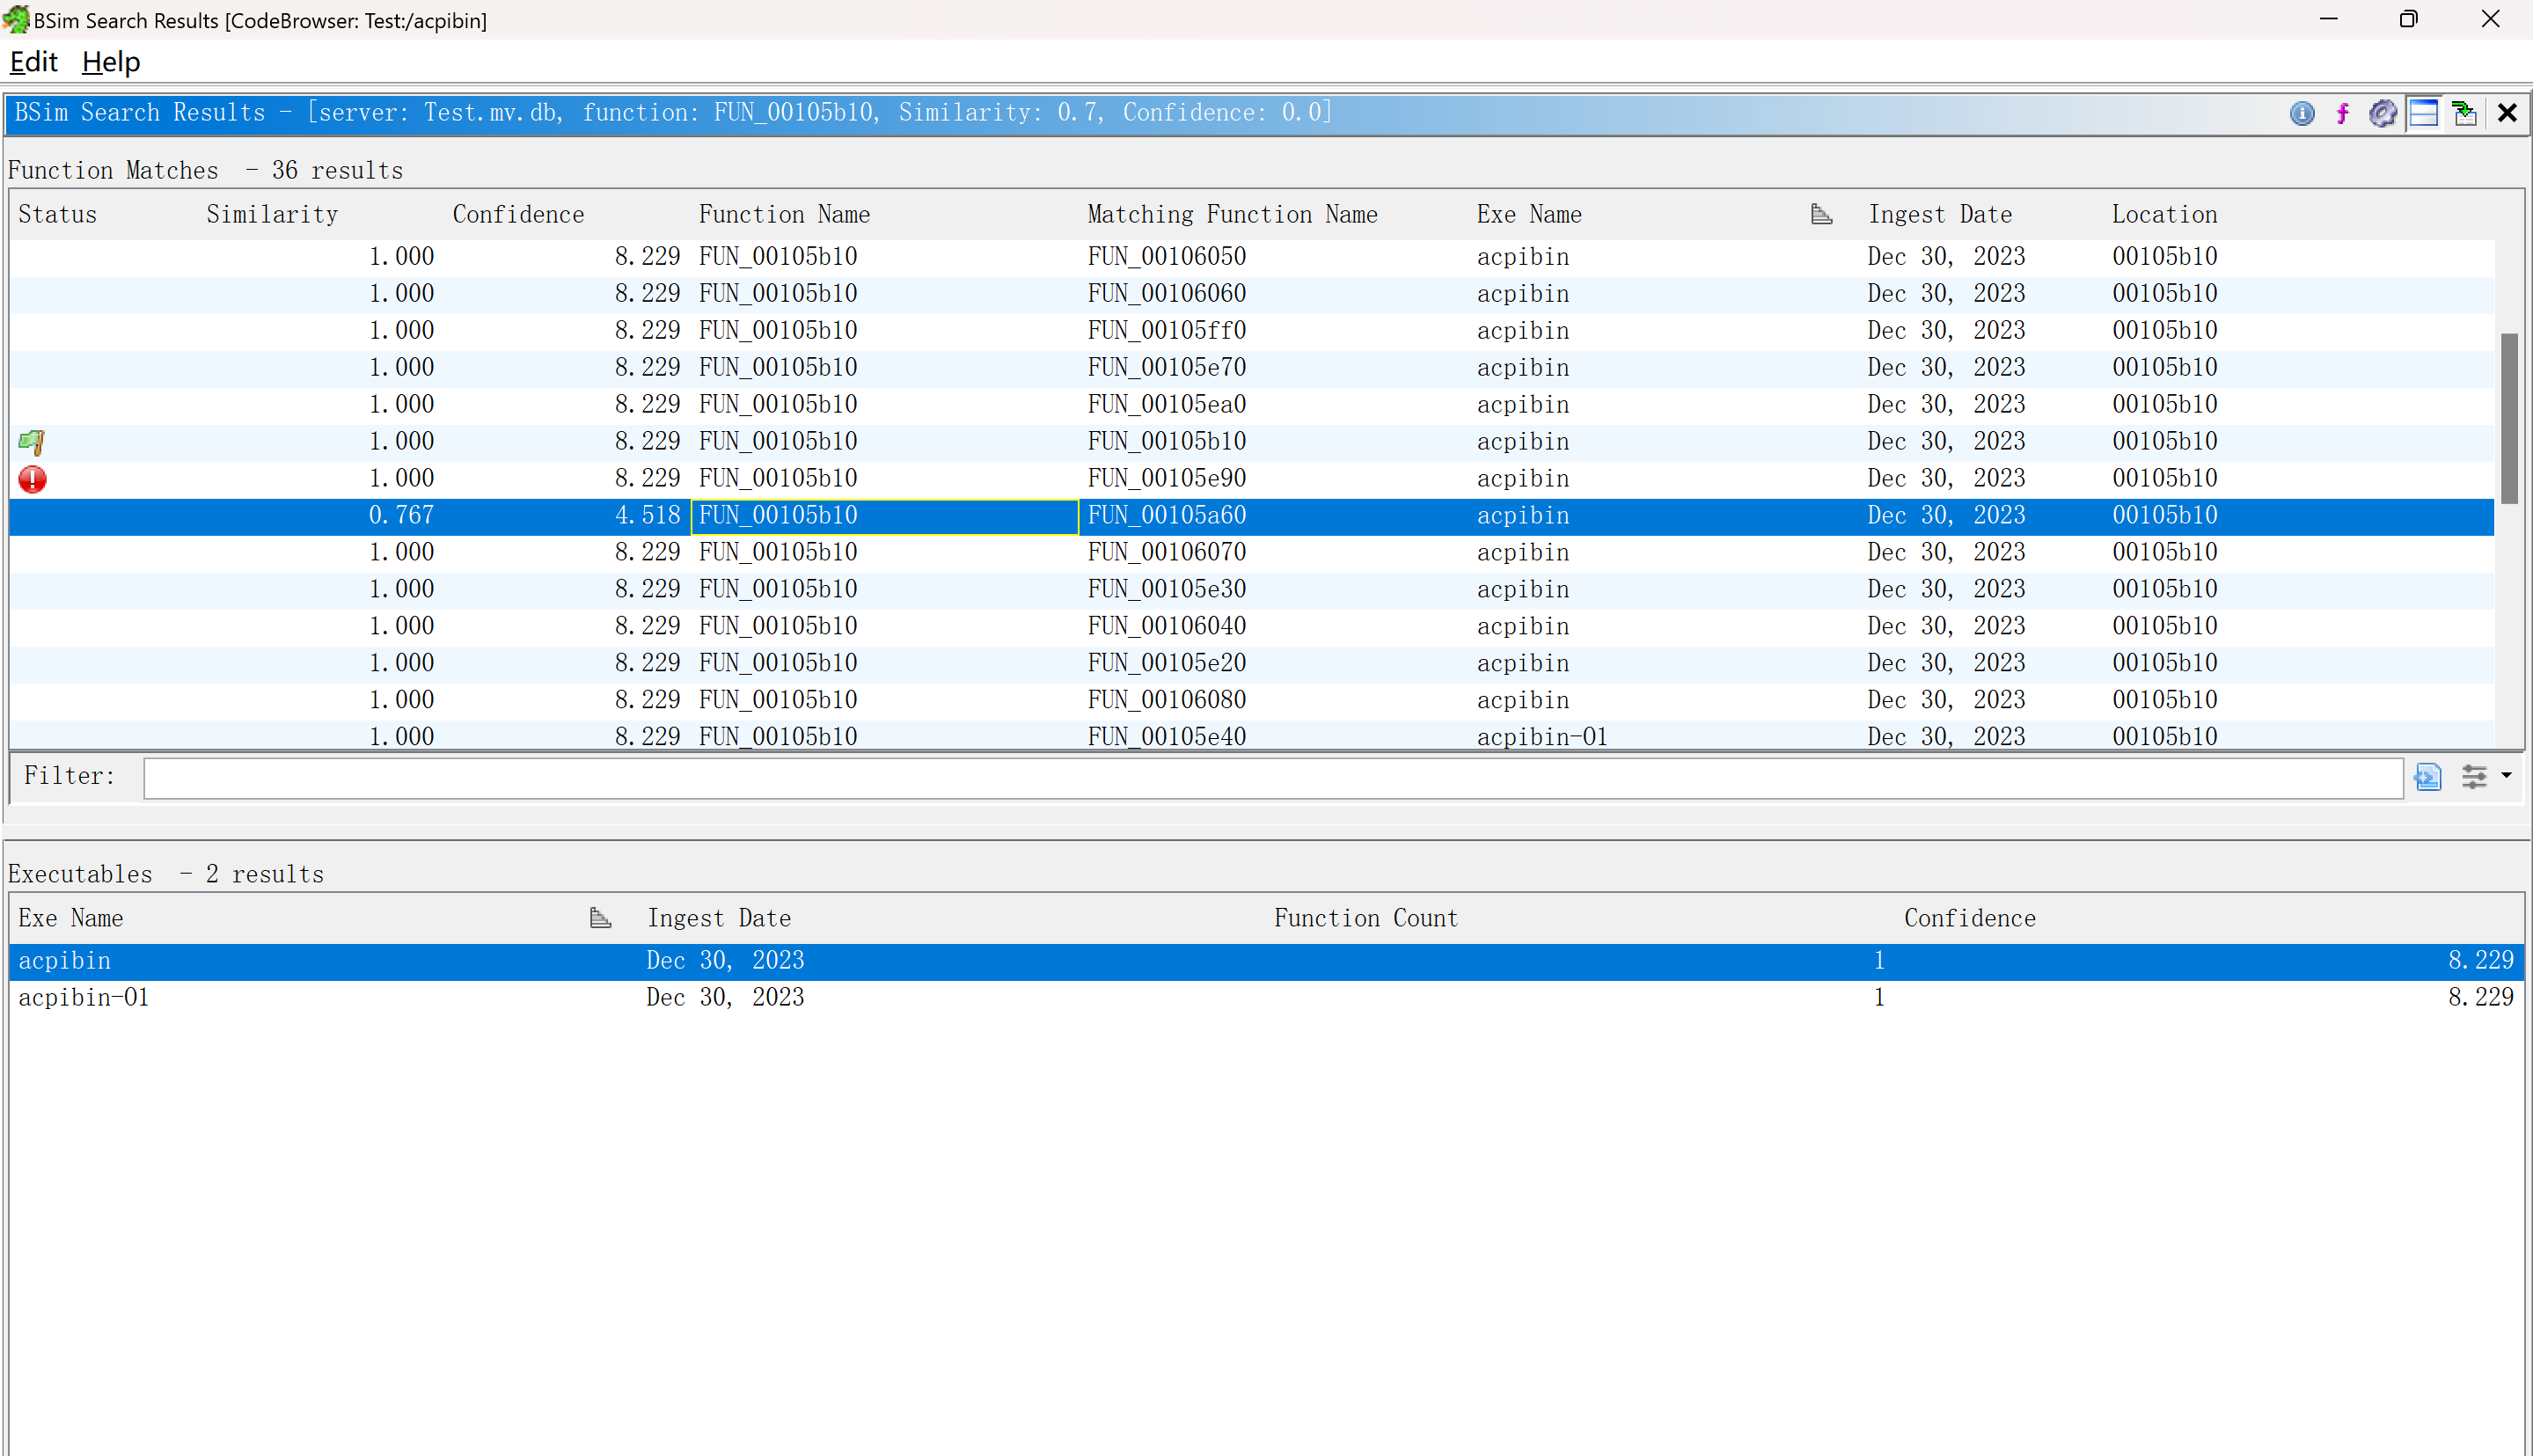 BSim Search Results [CodeBrowser: Test:/acpibin]
Edit Help
BSim Search Results - [server: Test.mv.db, function: FUN_00105b10, Similarity: 0.7, Confidence: 0.0]
Function Matches - 36 results
Status Similarity Confidence Function Name Matching Function Name Exe Name Ingest Date Location
1.000 8.229 FUN_00105b10 FUN_00106050 acpibin Dec 30, 2023 00105b10
1.000 8.229 FUN_00105b10 FUN_00106060 acpibin Dec 30, 2023 00105b10
1.000 8.229 FUN_00105b10 FUN_00105ff0 acpibin Dec 30, 2023 00105b10
1.000 8.229 FUN_00105b10 FUN_00105e70 acpibin Dec 30, 2023 00105b10
1.000 8.229 FUN_00105b10 FUN_00105ea0 acpibin Dec 30, 2023 00105b10
1.000 8.229 FUN_00105b10 FUN_00105b10 acpibin Dec 30, 2023 00105b10
1.000 8.229 FUN_00105b10 FUN_00105e90 acpibin Dec 30, 2023 00105b10
0.767 4.518 FUN_00105b10 FUN_00105a60 acpibin Dec 30, 2023 00105b10
1.000 8.229 FUN_00105b10 FUN_00106070 acpibin Dec 30, 2023 00105b10
1.000 8.229 FUN_00105b10 FUN_00105e30 acpibin Dec 30, 2023 00105b10
1.000 8.229 FUN_00105b10 FUN_00106040 acpibin Dec 30, 2023 00105b10
1.000 8.229 FUN_00105b10 FUN_00105e20 acpibin Dec 30, 2023 00105b10
1.000 8.229 FUN_00105b10 FUN_00106080 acpibin Dec 30, 2023 00105b10
1.000 8.229 FUN_00105b10 FUN_00105e40 acpibin-O1 Dec 30, 2023 00105b10
Filter:
Executables - 2 results
Exe Name Ingest Date Function Count Confidence
acpibin Dec 30, 2023 1 8.229
acpibin-O1 Dec 30, 2023 1 8.229